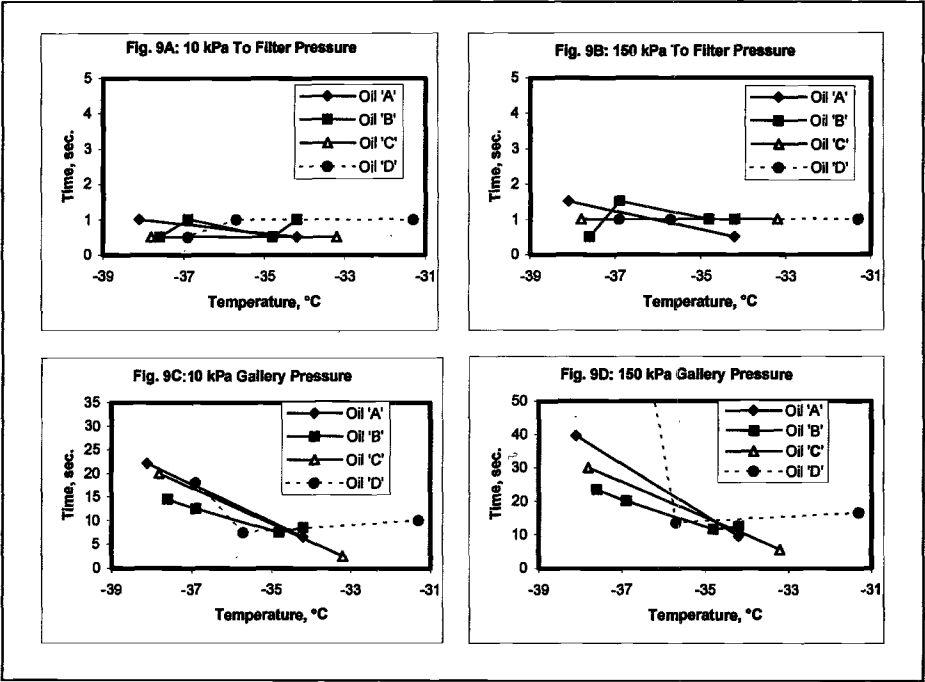 Fig. 9A: 10 kPa To Filter Pressure
Time, sec.
5
4
3
2
1
0
Oil 'A'
Oil 'B'
Oil 'C'
Oil 'D'
-39 -37 -35 -33 -31
Temperature, °C
Fig. 9B: 150 kPa To Filter Pressure
Time, sec.
5
4
3
2
1
0
Oil 'A'
Oil 'B'
Oil 'C'
Oil 'D'
-39 -37 -35 -33 -31
Temperature, °C
Fig. 9C:10 kPa Gallery Pressure
Time, sec.
35
30
25
20
15
10
5
0
Oil 'A'
Oil 'B'
Oil 'C'
Oil 'D'
-39 -37 -35 -33 -31
Temperature, °C
Fig. 9D: 150 kPa Gallery Pressure
Time, sec.
50
40
30
20
10
0
Oil 'A'
Oil 'B'
Oil 'C'
Oil 'D'
-39 -37 -35 -33 -31
Temperature, °C